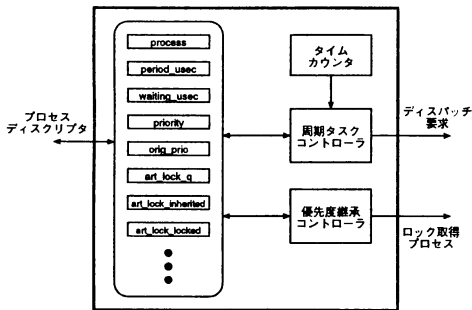 プロセス
ディスクリプタ
process
period_usec
waiting_usec
priority
orig_prio
art_lock_q
art_lock_inherited
art_lock_locked
タイム
カウンタ
周期タスク
コントローラ
優先度継承
コントローラ
ディスパッチ
要求
ロック取得
プロセス